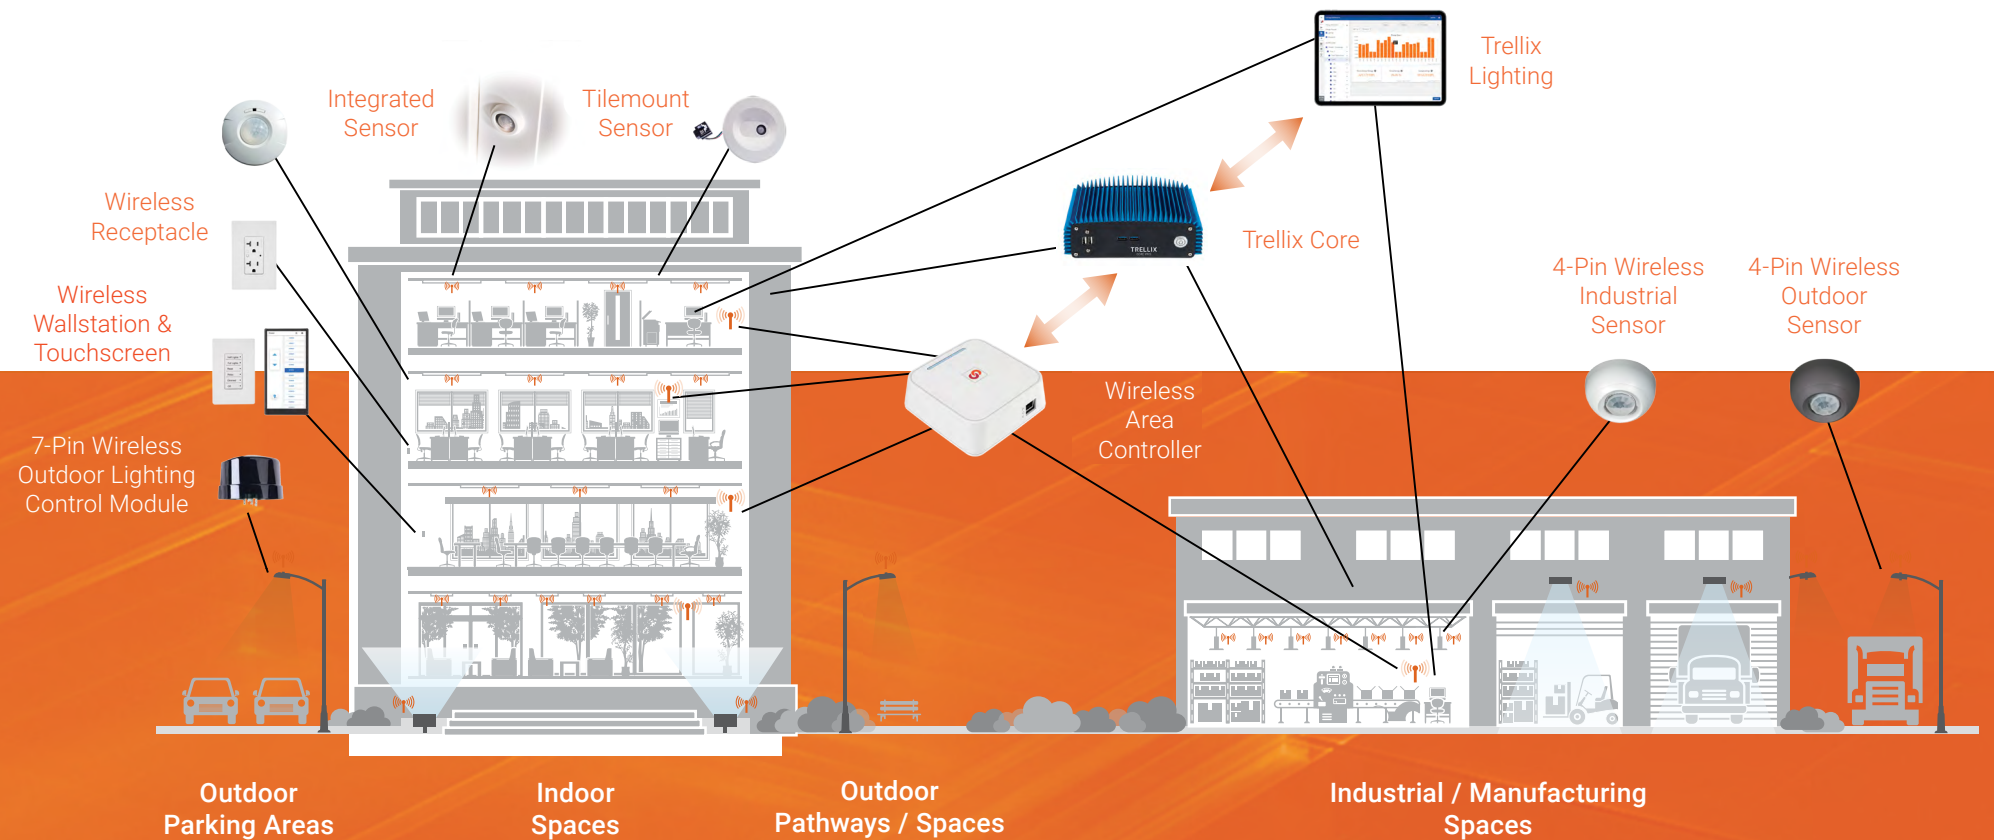 Integrated
Sensor
Tilemount
Sensor
Trellix
Lighting
Wireless
Receptacle
Trellix Core
TRELLIX
Wireless
Wallstation &
Touchscreen
4-Pin Wireless
Industrial
Sensor
4-Pin Wireless
Outdoor
Sensor
Wireless
Area
Controller
7-Pin Wireless
Outdoor Lighting
Control Module
Outdoor
Parking Areas
Indoor
Spaces
Outdoor
Pathways / Spaces
Industrial / Manufacturing
Spaces